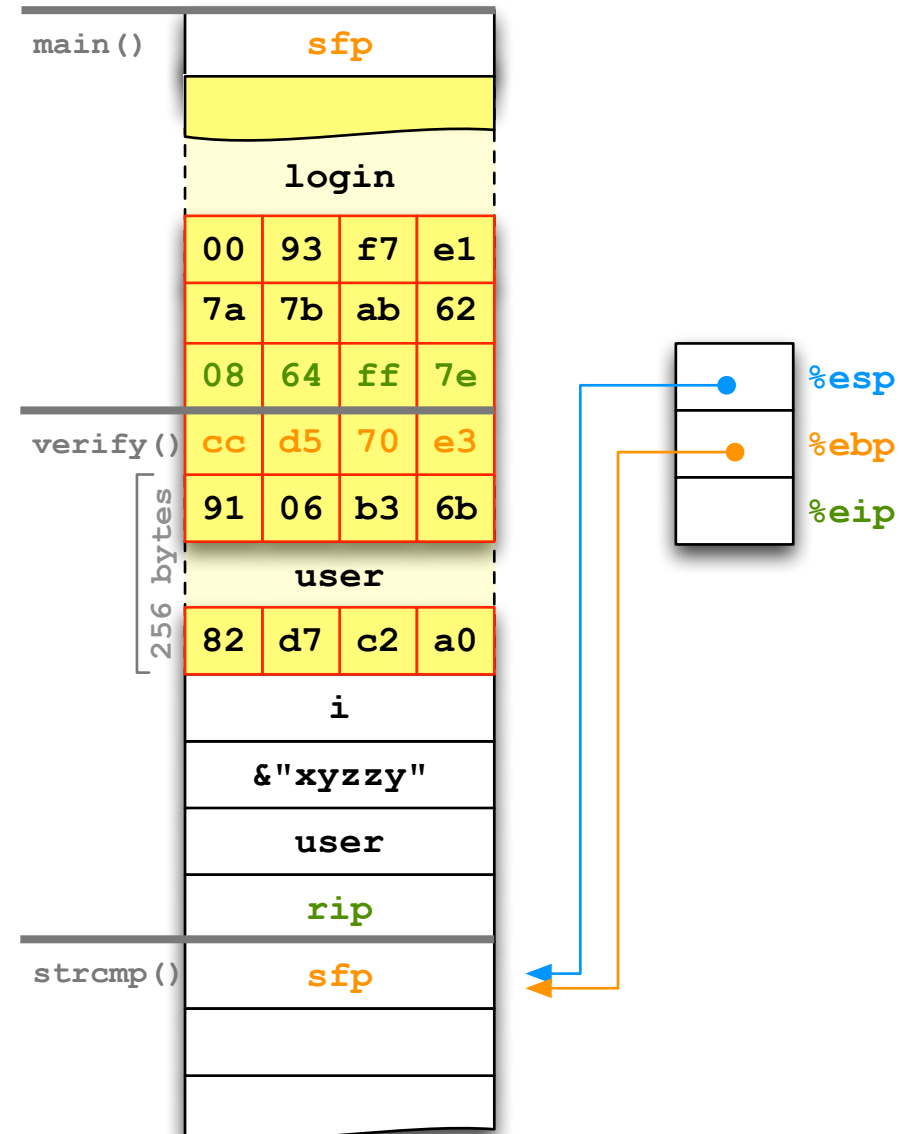 main() sfp
login
00 93 f7 e1
7a 7b ab 62
08 64 ff 7e %esp
verify() cc d5 70 e3 %ebp
256 bytes
91 06 b3 6b %eip
user
82 d7 c2 a0
i
&"xyzzy"
user
rip
strcmp() sfp